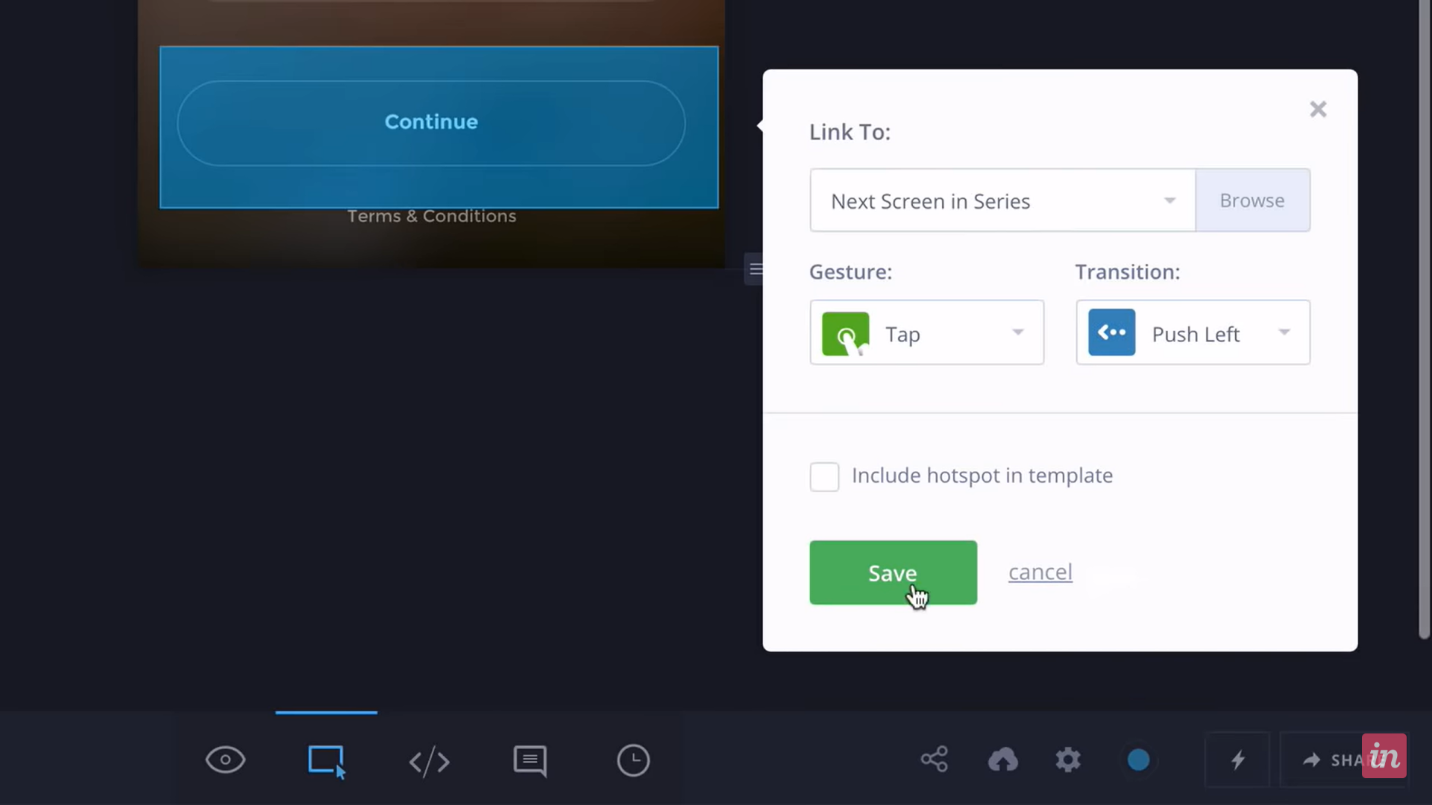 Continue
Terms & Conditions
Link To:
Next Screen in Series
Browse
Gesture:
Transition:
Tap
Push Left
Include hotspot in template
Save
cancel
in